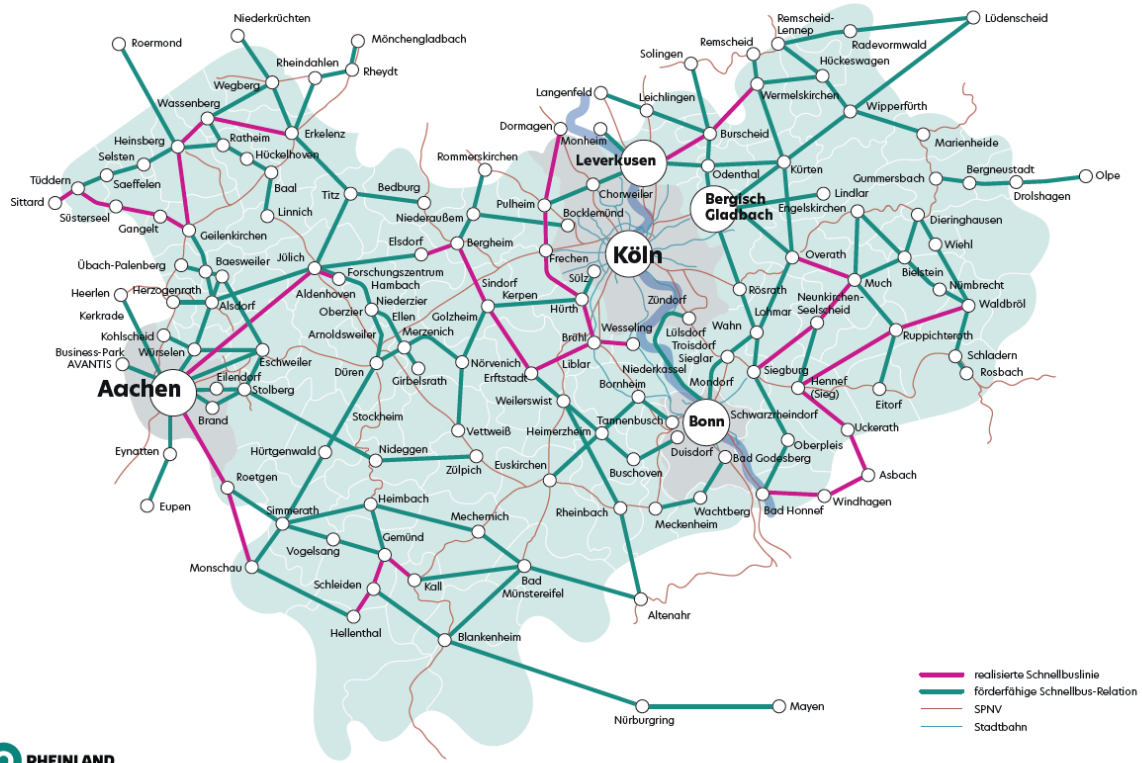 Niederkrüchten
Remscheid-
Lennep
Lüdenscheid
Roermond
Mönchengladbach
Radevormwald
Remscheid
Solingen
Rheindahlen
Rheydt
Hückeswagen
Wegberg
Langenfeld
Leichlingen
Wermelskirchen
Wassenberg
Wipperfürth
Dormagen
Monheim
Burscheid
Erkelenz
Heinsberg
Ratheim
Marienheide
Selsten
Hückelhoven
Rommerskirchen
Leverkusen
Odenthal
Kürten
Bergneustadt
Gummersbach
Olpe
Tüddern
Saeffelen
Baal
Titz
Bedburg
Chorweiler
Drolshagen
Sittard
Süsterseel
Linnich
Niederaußem
Pulheim
Bocklemünd
Bergisch
Gladbach
Lindlar
Engelskirchen
Dieringhausen
Gangelt
Geilenkirchen
Elsdorf
Bergheim
Köln
Wiehl
Übach-Palenberg
Baesweiler
Jülich
Frechen
Overath
Bielstein
Forschungszentrum
Hambach
Sülz
Heerlen
Herzogenrath
Aldenhoven
Sindorf
Kerpen
Rösrath
Much
Nümbrecht
Alsdorf
Niederzier
Zündorf
Neunkirchen-
Seelscheid
Waldbröl
Kerkrade
Oberzier
Ellen
Golzheim
Hürth
Lohmar
Kohlscheid
Arnoldsweiler
Merzenich
Wesseling
Lülsdorf
Wahn
Ruppichteroth
Business-Park
AVANTIS
Würselen
Brühl
Troisdorf
Sieglar
Schladern
Eschweiler
Düren
Nörvenich
Liblar
Niederkassel
Siegburg
Rosbach
Eilendorf
Girbelsrath
Erftstadt
Bornheim
Mondorf
Hennef
(Sieg)
Aachen
Stolberg
Weilerswist
Eitorf
Brand
Stockheim
Tannenbusch
Bonn
Schwarzrheindorf
Vettweiß
Heimerzheim
Uckerath
Eynatten
Hürtgenwald
Nideggen
Duisdorf
Oberpleis
Bad Godesberg
Zülpich
Euskirchen
Buschoven
Asbach
Roetgen
Eupen
Heimbach
Wachtberg
Windhagen
Simmerath
Rheinbach
Bad Honnef
Mechernich
Meckenheim
Gemünd
Vogelsang
Monschau
Schleiden
Kall
Bad
Münstereifel
Altenahr
Hellenthal
Blankenheim
realisierte Schnellbuslinie
förderfähige Schnellbus-Relation
Mayen
SPNV
Nürburgring
Stadtbahn
RHEINLAND